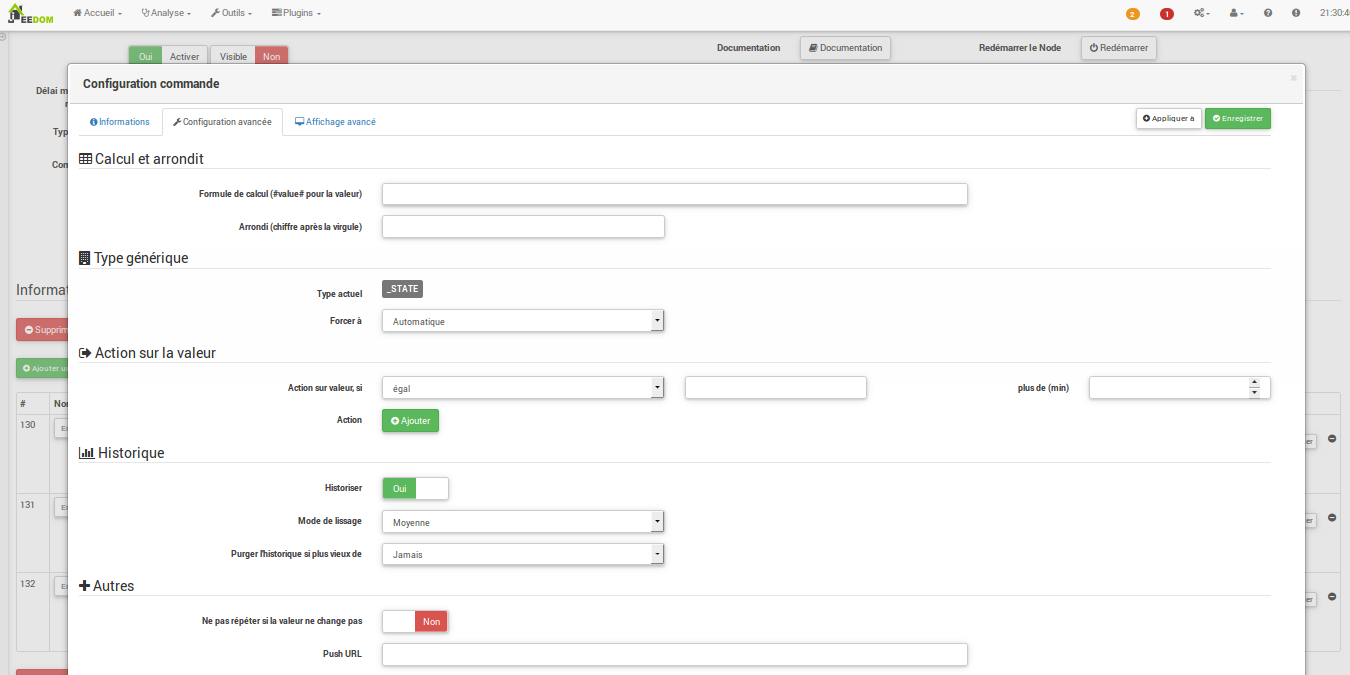 JEEDOM Accueil Analyse Outils Plugins 2 1 21:30:4
Oui Activer Visible Non Documentation Documentation Redémarrer le Node Redémarrer
Configuration commande ×
Délai m
Informations Configuration avancée Affichage avancé Appliquer à Enregistrer
Typ
Calcul et arrondit
Con
Formule de calcul (#value# pour la valeur)
Arrondi (chiffre après la virgule)
Type générique
Informat
Type actuel _STATE
Forcer à Automatique
Supprim
Action sur la valeur
Ajouter u
Action sur valeur, si égal plus de (min)
# No
Action Ajouter
130
Historique
Historiser Oui
131
Mode de lissage Moyenne
Purger l'historique si plus vieux de Jamais
132
Autres
Ne pas répéter si la valeur ne change pas Non
Push URL